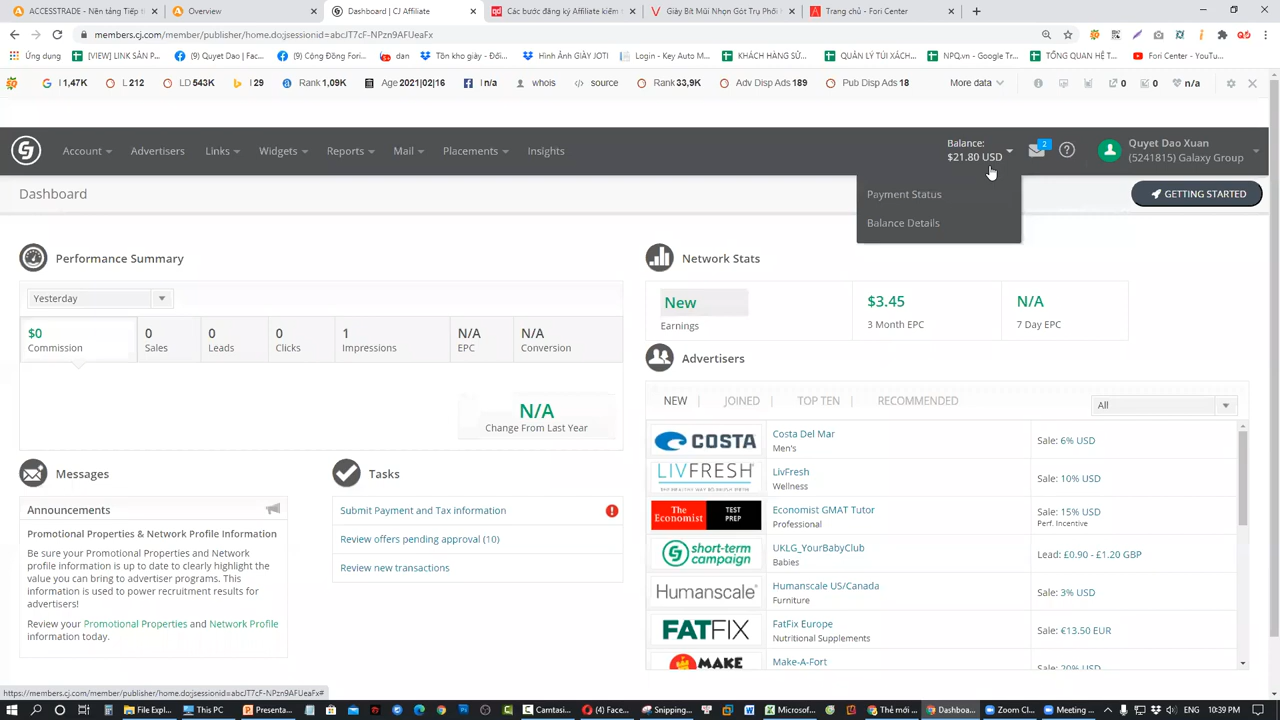 ACCESSTRADE - Nền tảng Tiếp t
Overview
Dashboard | CJ Affiliate
Các bước đăng ký Affiliate kiếm t
Giày Bít Mũi Nhọn Gót Trụ Phối H
Trang chủ - Fori Center
members.cj.com/member/publisher/home.do;jsessionid=abcJT7cF-NPzn9AFUeaFx
Ứng dụng
[VIEW] LINK SẢN P...
(9) Quyet Dao | Fac...
(9) Cộng Đồng Fori...
dan
Tồn kho giày - Đối...
Hình Ảnh GIÀY JOTI
Login - Key Auto M...
KHÁCH HÀNG SỬ...
QUẢN LÝ TÚI XÁCH...
NPQ.vn - Google Tr...
TỔNG QUAN HỆ T...
Fori Center - YouTu...
I 1,47K
L 212
LD 543K
I 29
Rank 1.09K
Age 2021|02|16
I n/a
whois
source
Rank 33,9K
Adv Disp Ads 189
Pub Disp Ads 18
More data
0
0
n/a
Account
Advertisers
Links
Widgets
Reports
Mail
Placements
Insights
Balance:
$21.80 USD
2
Quyet Dao Xuan
(5241815) Galaxy Group
Dashboard
Payment Status
Balance Details
GETTING STARTED
Performance Summary
Yesterday
$0
Commission
0
Sales
0
Leads
0
Clicks
1
Impressions
N/A
EPC
N/A
Conversion
N/A
Change From Last Year
Network Stats
New
Earnings
$3.45
3 Month EPC
N/A
7 Day EPC
Advertisers
NEW | JOINED | TOP TEN | RECOMMENDED
All
COSTA
Costa Del Mar
Men's
Sale: 6% USD
LIVFRESH
LivFresh
Wellness
Sale: 10% USD
The Economist
TEST PREP
Economist GMAT Tutor
Professional
Sale: 15% USD
Perf. Incentive
short-term campaign
UKLG_YourBabyClub
Babies
Lead: £0.90 - £1.20 GBP
Humanscale
Humanscale US/Canada
Furniture
Sale: 3% USD
FATFIX
FatFix Europe
Nutritional Supplements
Sale: €13.50 EUR
MAKE
Make-A-Fort
Sale: 20% USD
Messages
Announcements
Promotional Properties & Network Profile Information
Be sure your Promotional Properties and Network
profile information is up to date to clearly highlight the
value you can bring to advertiser programs. This
information is used to power recruitment results for
advertisers!
Review your Promotional Properties and Network Profile
information today.
Tasks
Submit Payment and Tax information
Review offers pending approval (10)
Review new transactions
https://members.cj.com/member/publisher/home.do;jsessionid=abcJT7cF-NPzn9AFUeaFx#
File Expl...
This PC
Presenta...
Camtasi...
(4) Face...
Snipping...
Microsof...
Thẻ mới ...
Dashboa...
Zoom Cl...
Meeting ...
10:39 AM